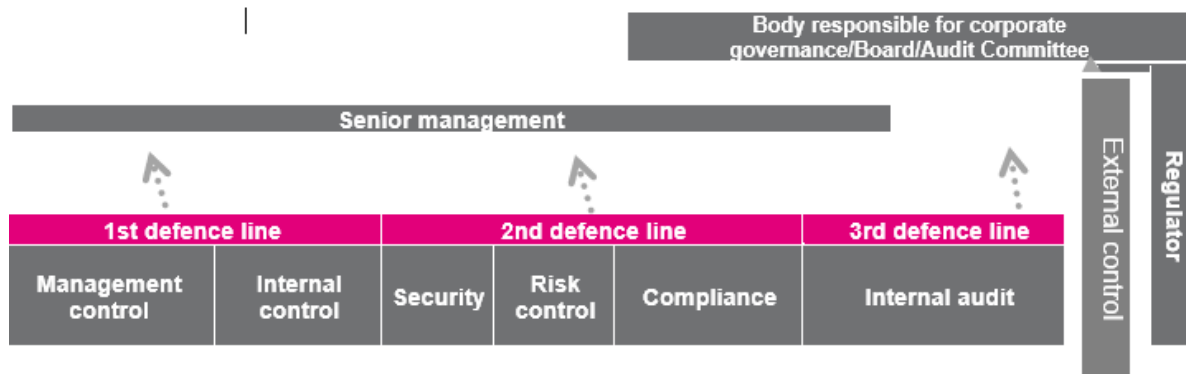 Body responsible for corporate
governance/Board/Audit Committee
Senior management
1st defence line
2nd defence line
3rd defence line
Management
control
Internal
control
Security
Risk
control
Compliance
Internal audit
External control
Regulator